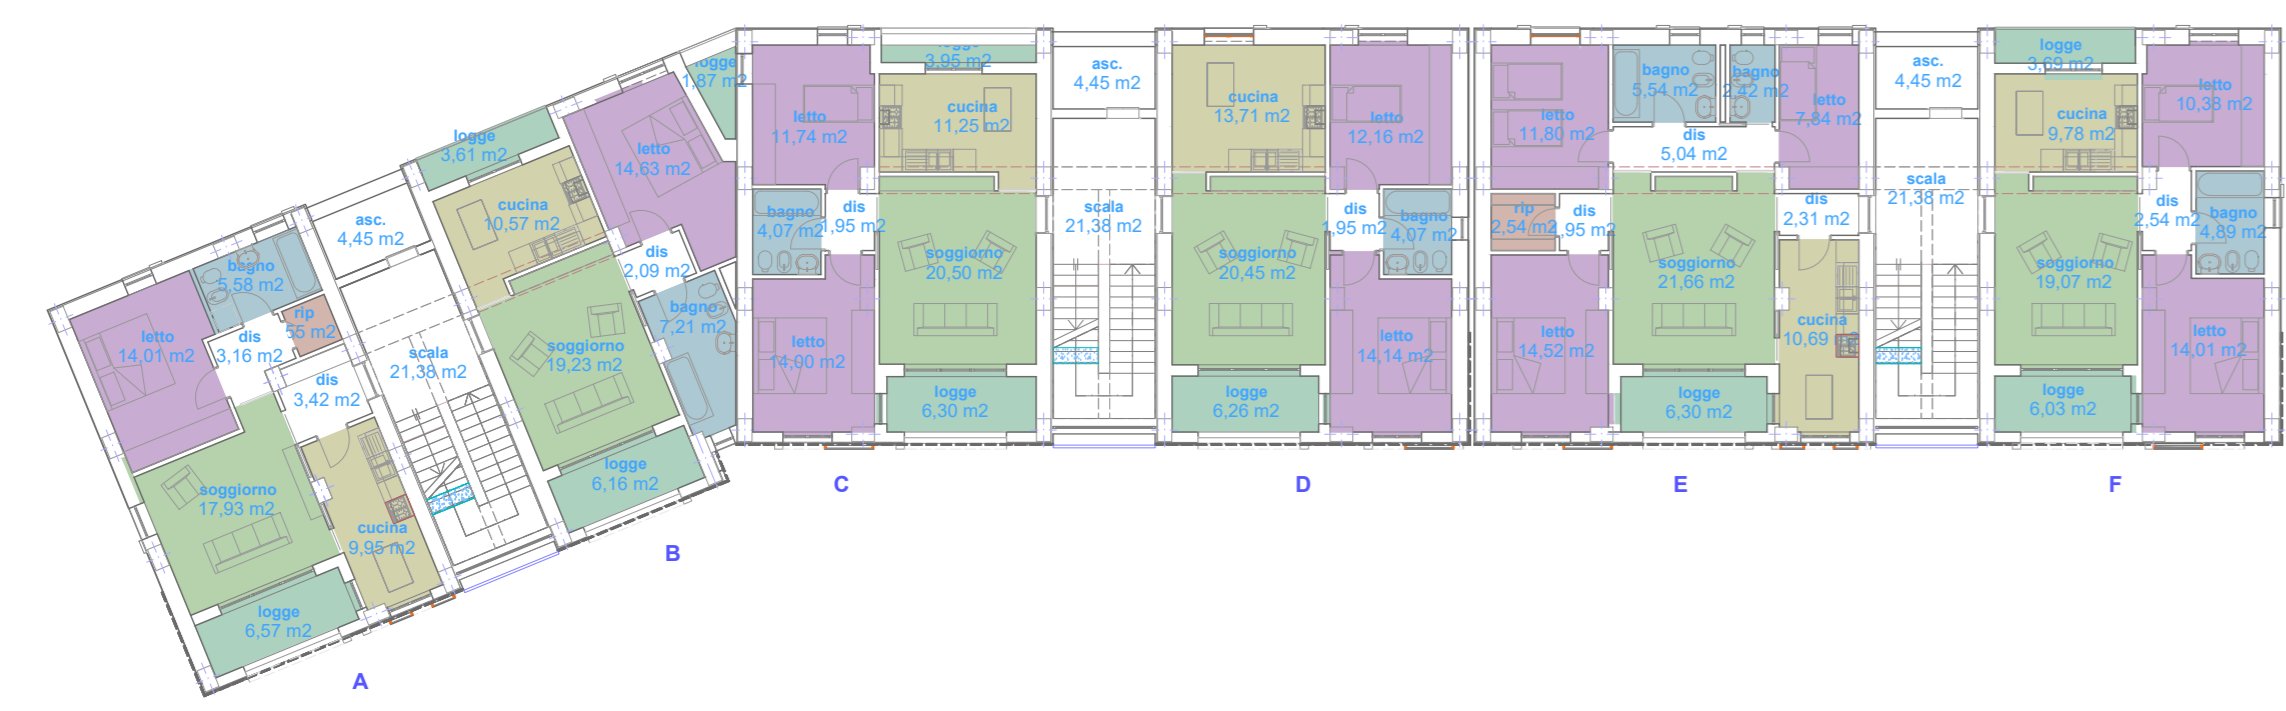 letto
14,01 m2
bagno
5,58 m2
rip
55 m2
dis
3,16 m2
dis
3,42 m2
soggiorno
17,93 m2
cucina
9,95 m2
logge
6,57 m2
A
asc.
4,45 m2
scala
21,38 m2
logge
3,61 m2
cucina
10,57 m2
letto
14,63 m2
logge
1,87 m2
dis
2,09 m2
bagno
7,21 m2
soggiorno
19,23 m2
logge
6,16 m2
B
letto
11,74 m2
logge
3,95 m2
cucina
11,25 m2
bagno
4,07 m2
dis
1,95 m2
soggiorno
20,50 m2
letto
14,00 m2
logge
6,30 m2
C
asc.
4,45 m2
scala
21,38 m2
cucina
13,71 m2
letto
12,16 m2
dis
1,95 m2
bagno
4,07 m2
soggiorno
20,45 m2
letto
14,14 m2
logge
6,26 m2
D
letto
11,80 m2
bagno
5,54 m2
bagno
2,42 m2
letto
7,84 m2
dis
5,04 m2
rip
2,54 m2
dis
1,95 m2
dis
2,31 m2
soggiorno
21,66 m2
letto
14,52 m2
cucina
10,69 m2
logge
6,30 m2
E
asc.
4,45 m2
scala
21,38 m2
logge
3,69 m2
cucina
9,78 m2
letto
10,38 m2
dis
2,54 m2
bagno
4,89 m2
soggiorno
19,07 m2
letto
14,01 m2
logge
6,03 m2
F